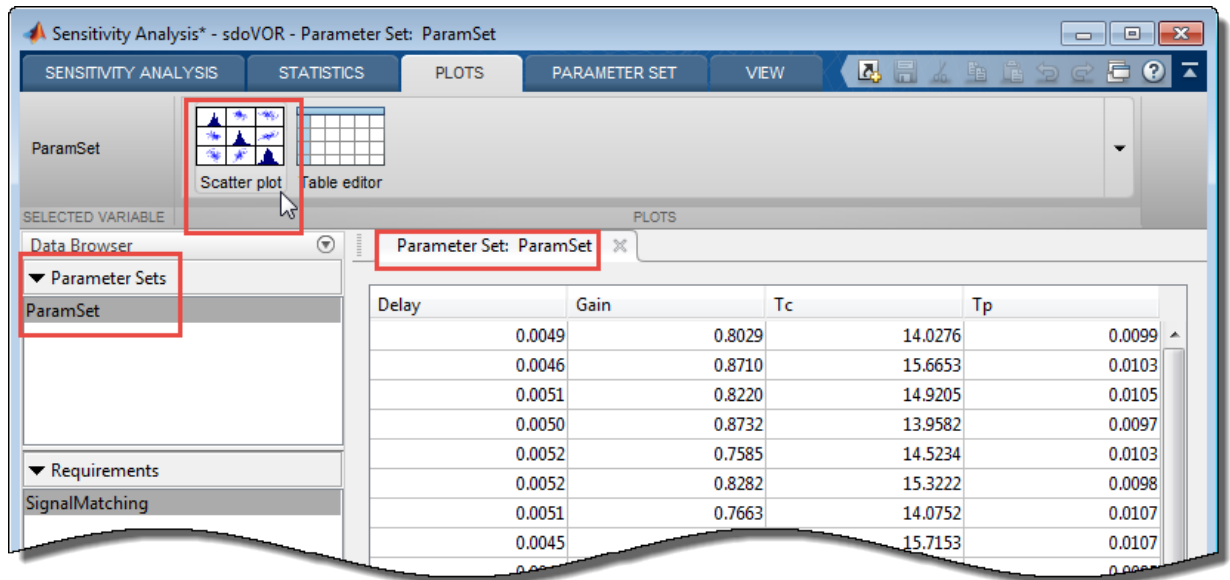 Sensitivity Analysis* - sdoVOR - Parameter Set: ParamSet
SENSITIVITY ANALYSIS STATISTICS PLOTS PARAMETER SET VIEW
ParamSet
Scatter plot Table editor
SELECTED VARIABLE PLOTS
Data Browser
Parameter Set: ParamSet
Parameter Sets
ParamSet
Delay Gain Tc Tp
0.0049 0.8029 14.0276 0.0099
0.0046 0.8710 15.6653 0.0103
0.0051 0.8220 14.9205 0.0105
0.0050 0.8732 13.9582 0.0097
0.0052 0.7585 14.5234 0.0103
0.0052 0.8282 15.3222 0.0098
0.0051 0.7663 14.0752 0.0107
0.0045 15.7153 0.0107
Requirements
SignalMatching